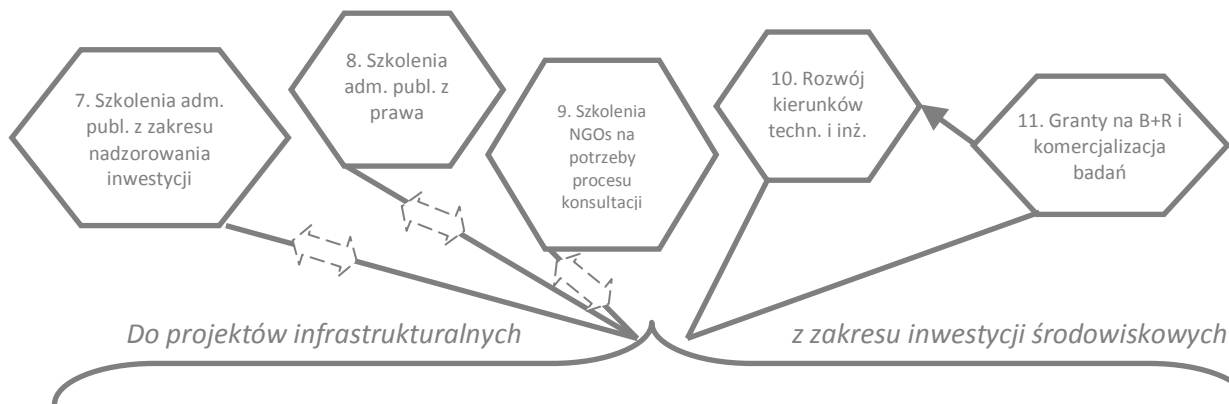 7. Szkolenia adm.
publ. z zakresu
nadzorowania
inwestycji
8. Szkolenia
adm. publ. z
prawa
9. Szkolenia
NGOs na
potrzeby
procesu
konsultacji
10. Rozwój
kierunków
techn. i inż.
11. Granty na B+R i
komercjalizacja
badań
Do projektów infrastrukturalnych
z zakresu inwestycji środowiskowych